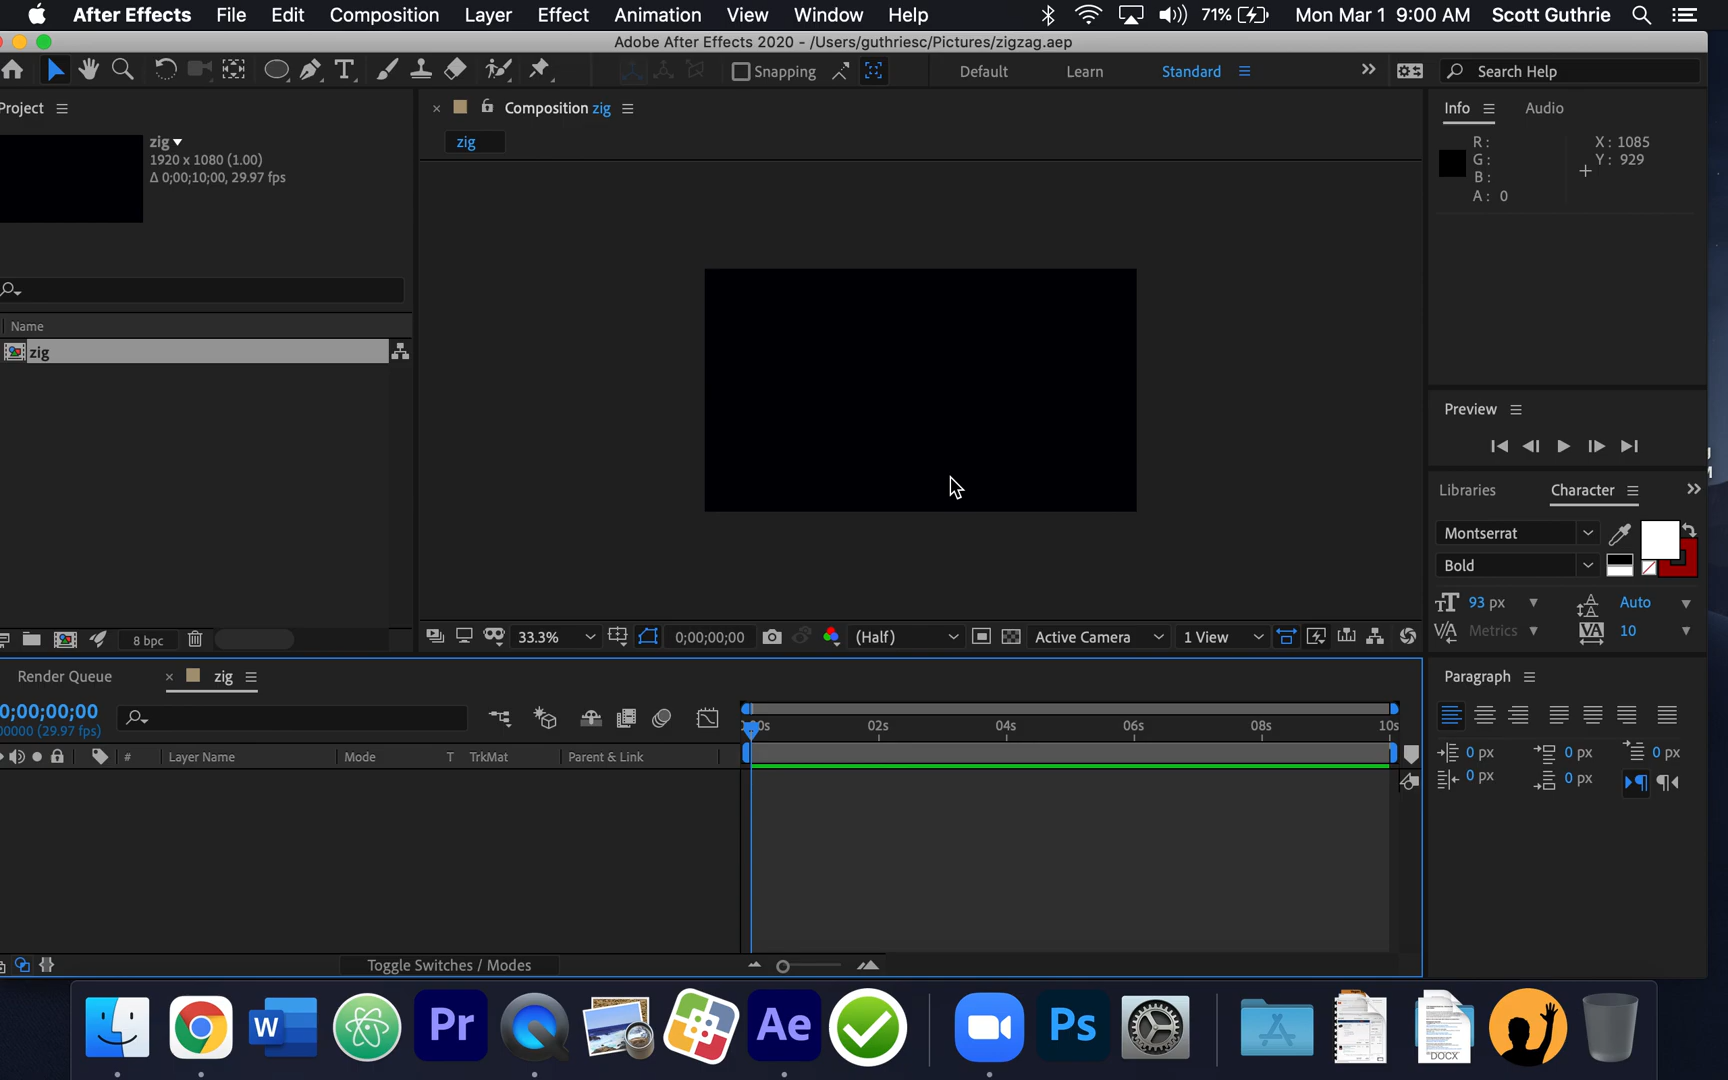 After Effects File Edit Composition Layer Effect Animation View Window Help 71% Mon Mar 1 9:00 AM Scott Guthrie
Adobe After Effects 2020 - /Users/guthriesc/Pictures/zigzag.aep
Snapping Default Learn Standard Search Help
Project
Composition zig
Info Audio
zig
1920 x 1080 (1.00)
Δ 0;00;10;00, 29.97 fps
zig
R :
G :
B :
A : 0
X : 1085
Y : 929
Name
zig
Preview
Libraries Character
Montserrat
Bold
93 px Auto
Metrics 10
8 bpc
33.3% 0;00;00;00 (Half) Active Camera 1 View
Render Queue zig
Paragraph
0;00;00;00
00000 (29.97 fps)
:00s 02s 04s 06s 08s 10s
# Layer Name Mode T TrkMat Parent & Link
0 px 0 px 0 px
0 px 0 px
Toggle Switches / Modes
W Pr Ae Ps
DOCX